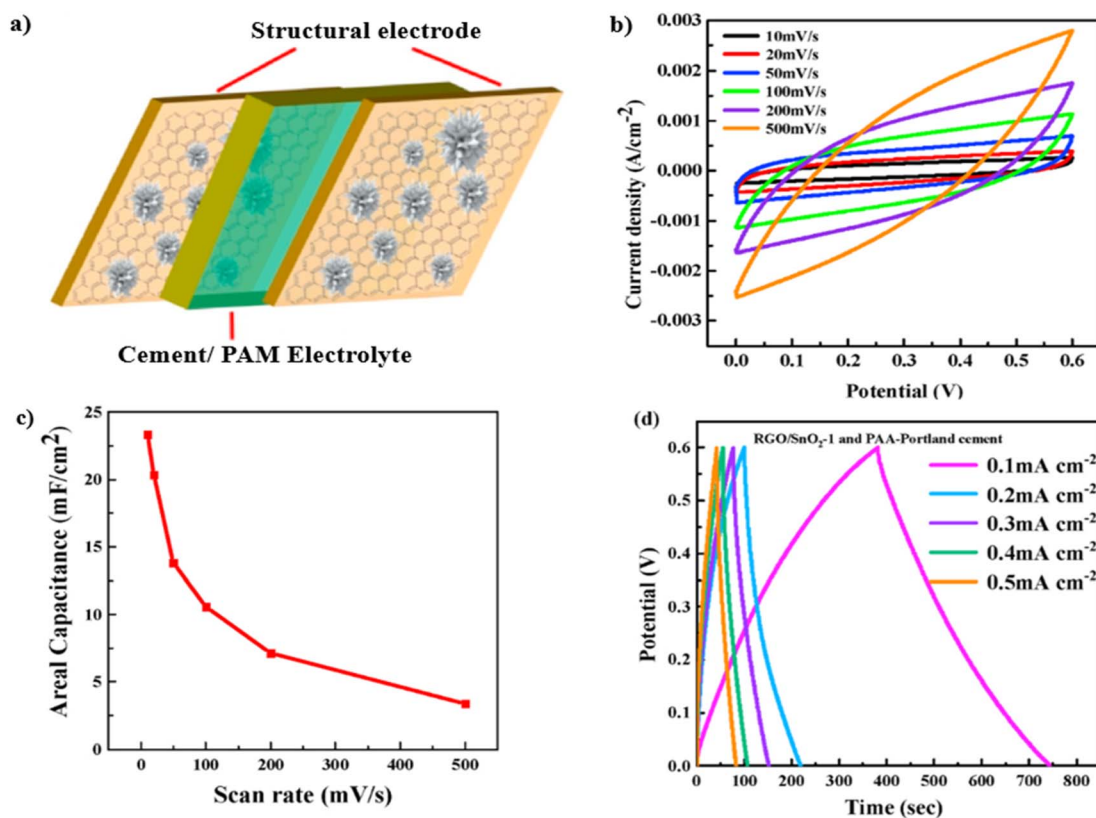 a)
Structural electrode
Cement/ PAM Electrolyte
b)
0.003
0.002
0.001
0.000
-0.001
-0.002
-0.003
Current density (A/cm⁻²)
10mV/s
20mV/s
50mV/s
100mV/s
200mV/s
500mV/s
0.0 0.1 0.2 0.3 0.4 0.5 0.6
Potential (V)
c)
25
20
15
10
5
0
Areal Capacitance (mF/cm²)
0 100 200 300 400 500
Scan rate (mV/s)
(d)
RGO/SnO₂-1 and PAA-Portland cement
0.6
0.5
0.4
0.3
0.2
0.1
0.0
Potential (V)
0.1mA cm⁻²
0.2mA cm⁻²
0.3mA cm⁻²
0.4mA cm⁻²
0.5mA cm⁻²
0 100 200 300 400 500 600 700 800
Time (sec)